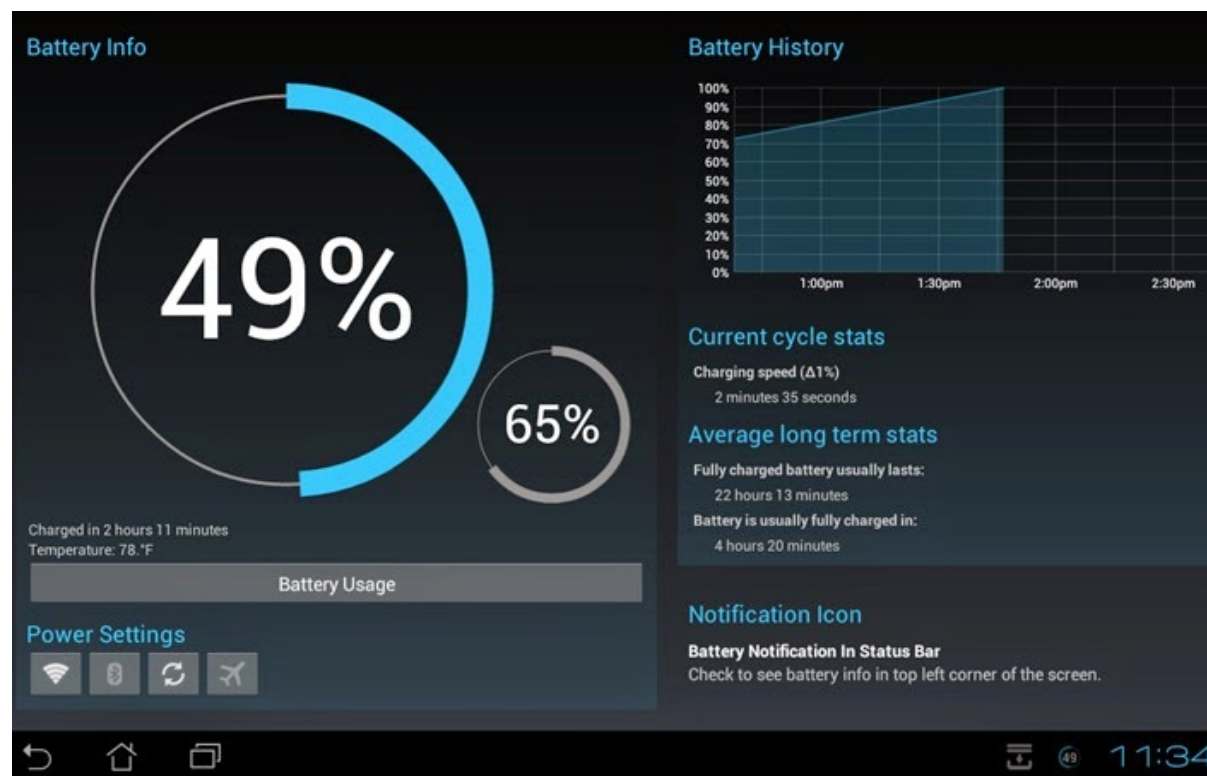 Battery Info
49%
65%
Charged in 2 hours 11 minutes
Temperature: 78.°F
Battery Usage
Power Settings
Battery History
100%
90%
80%
70%
60%
50%
40%
30%
20%
10%
0%
1:00pm 1:30pm 2:00pm 2:30pm
Current cycle stats
Charging speed (Δ1%)
2 minutes 35 seconds
Average long term stats
Fully charged battery usually lasts:
22 hours 13 minutes
Battery is usually fully charged in:
4 hours 20 minutes
Notification Icon
Battery Notification In Status Bar
Check to see battery info in top left corner of the screen.
49 11:34